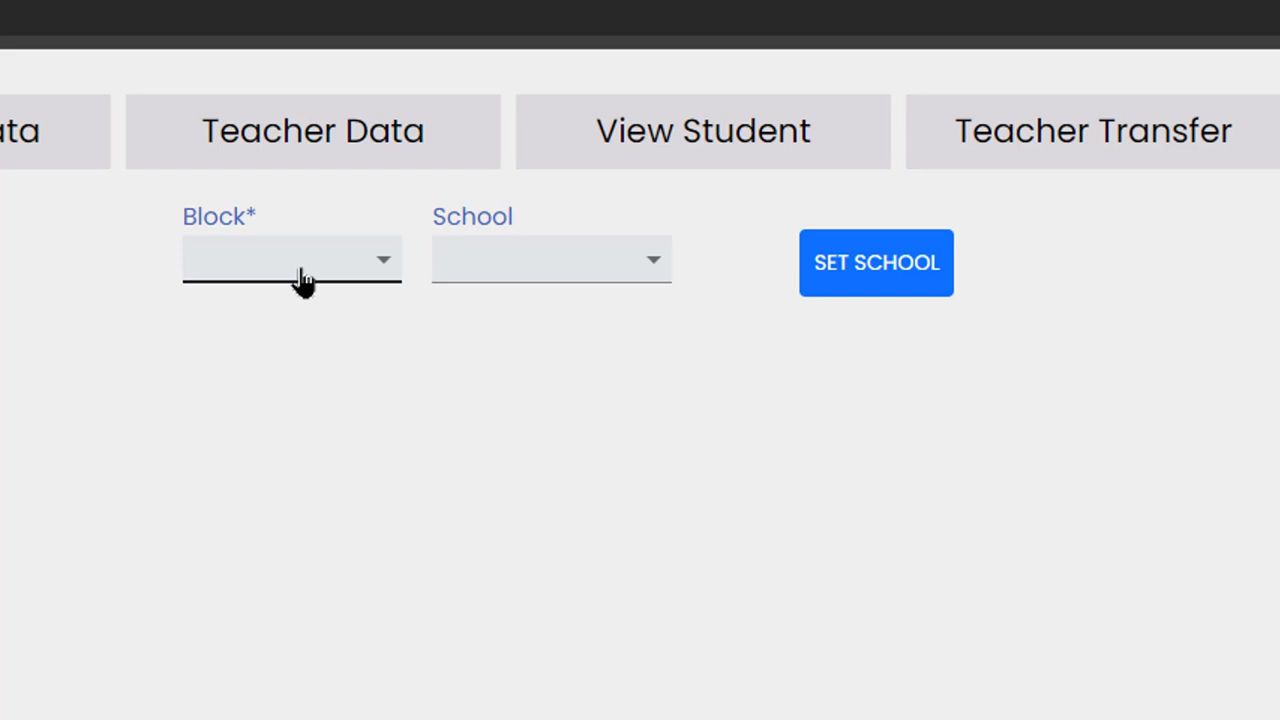 ata
Teacher Data
View Student
Teacher Transfer
Block*
School
SET SCHOOL